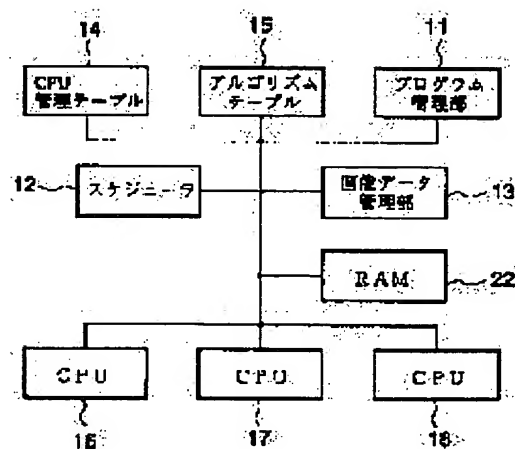 14
15
11
CPU
管理テーブル
アルゴリズム
テーブル
プログラム
管理部
12
スケジューラ
画像データ
管理部
13
RAM
22
CPU
CPU
CPU
16
17
18